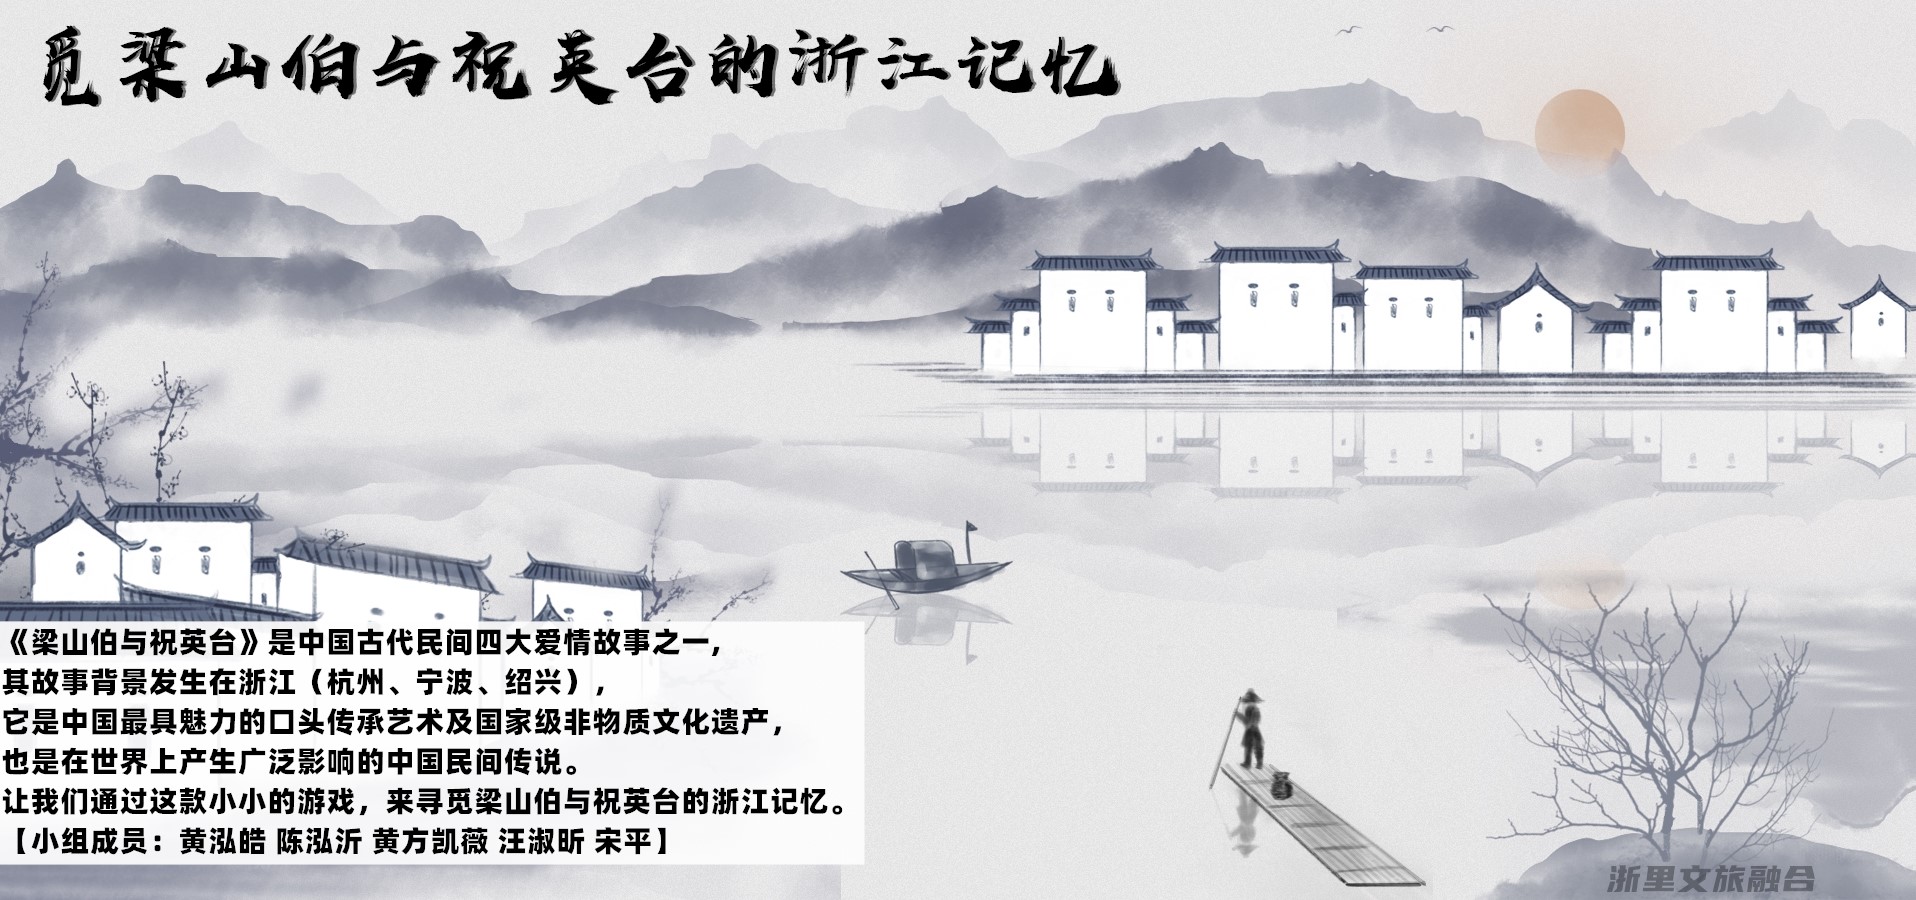 觅梁山伯与祝英台的浙江记忆
《梁山伯与祝英台》是中国古代民间四大爱情故事之一，
其故事背景发生在浙江（杭州、宁波、绍兴），
它是中国最具魅力的口头传承艺术及国家级非物质文化遗产，
也是在世界上产生广泛影响的中国民间传说。
让我们通过这款小小的游戏，来寻觅梁山伯与祝英台的浙江记忆。
【小组成员：黄泓皓 陈泓沂 黄方凯薇 汪淑昕 宋平】
浙里文旅融合